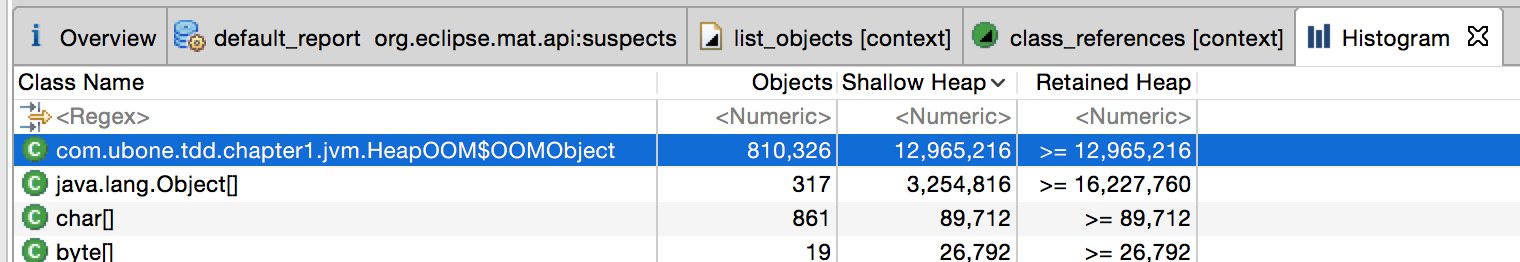 Overview default_report org.eclipse.mat.api:suspects list_objects [context] class_references [context] Histogram
Class Name Objects Shallow Heap Retained Heap
<Regex> <Numeric> <Numeric> <Numeric>
com.ubone.tdd.chapter1.jvm.HeapOOM$OOMObject 810,326 12,965,216 >= 12,965,216
java.lang.Object[] 317 3,254,816 >= 16,227,760
char[] 861 89,712 >= 89,712
byte[] 19 26,792 >= 26,792